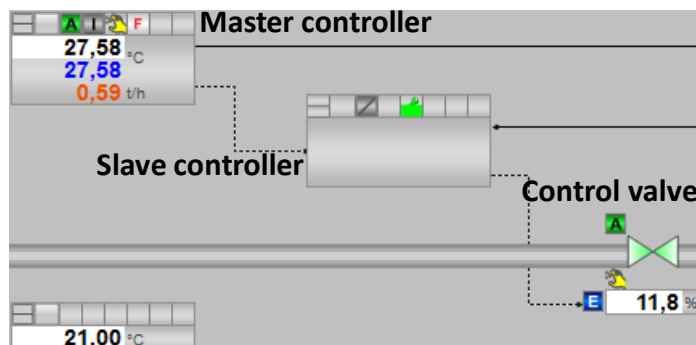 A I F Master controller
27,58 °C
27,58
0,59 t/h
Slave controller
Control valve
A
E 11,8 %
21,00 °C